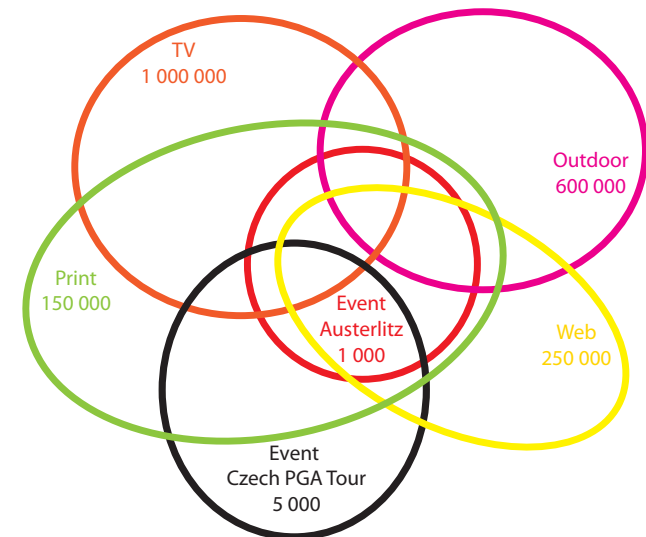 TV
1 000 000
Outdoor
600 000
Print
150 000
Event
Austerlitz
1 000
Web
250 000
Event
Czech PGA Tour
5 000